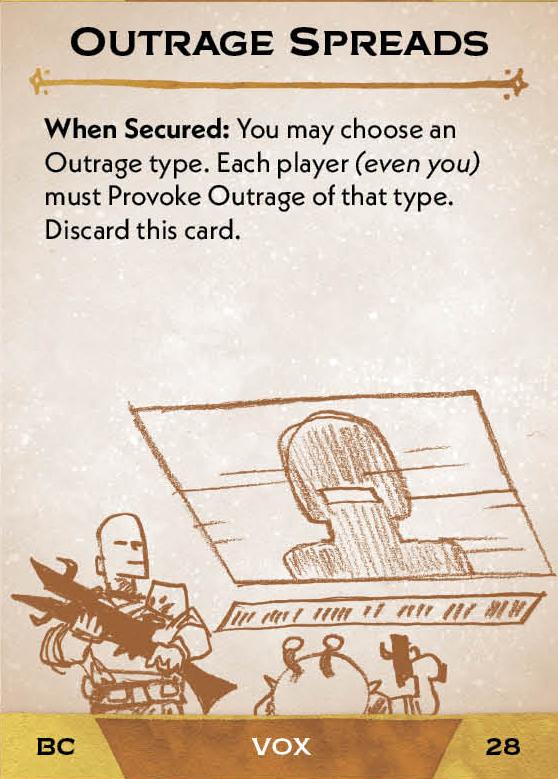 OUTRAGE SPREADS
When Secured: You may choose an
Outrage type. Each player (even you)
must Provoke Outrage of that type.
Discard this card.
BC VOX 28